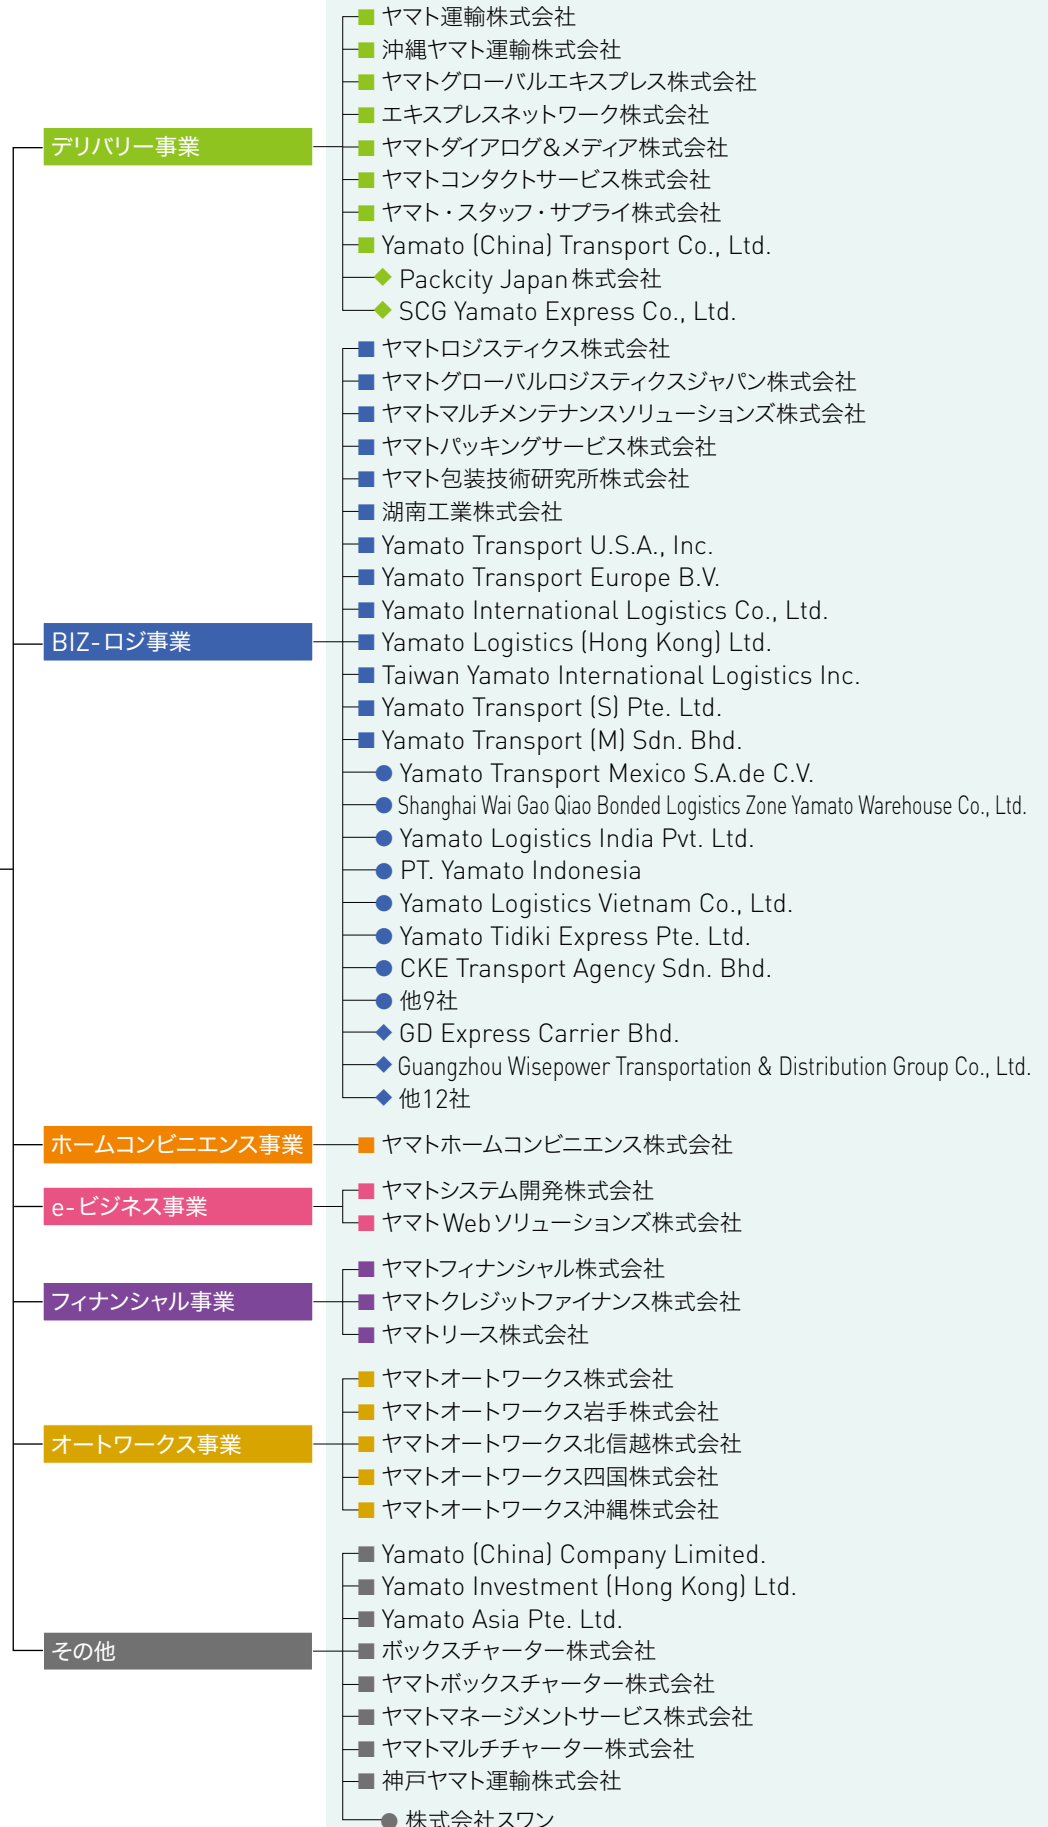 デリバリー事業
ヤマト運輸株式会社
沖縄ヤマト運輸株式会社
ヤマトグローバルエキスプレス株式会社
エキスプレスネットワーク株式会社
ヤマトダイアログ&メディア株式会社
ヤマトコンタクトサービス株式会社
ヤマト・スタッフ・サプライ株式会社
Yamato (China) Transport Co., Ltd.
Packcity Japan株式会社
SCG Yamato Express Co., Ltd.
BIZ-ロジ事業
ヤマトロジスティクス株式会社
ヤマトグローバルロジスティクスジャパン株式会社
ヤマトマルチメンテナンスソリューションズ株式会社
ヤマトパッキングサービス株式会社
ヤマト包装技術研究所株式会社
湖南工業株式会社
Yamato Transport U.S.A., Inc.
Yamato Transport Europe B.V.
Yamato International Logistics Co., Ltd.
Yamato Logistics (Hong Kong) Ltd.
Taiwan Yamato International Logistics Inc.
Yamato Transport (S) Pte. Ltd.
Yamato Transport (M) Sdn. Bhd.
Yamato Transport Mexico S.A.de C.V.
Shanghai Wai Gao Qiao Bonded Logistics Zone Yamato Warehouse Co., Ltd.
Yamato Logistics India Pvt. Ltd.
PT. Yamato Indonesia
Yamato Logistics Vietnam Co., Ltd.
Yamato Tidiki Express Pte. Ltd.
CKE Transport Agency Sdn. Bhd.
他9社
GD Express Carrier Bhd.
Guangzhou Wisepower Transportation & Distribution Group Co., Ltd.
他12社
ホームコンビニエンス事業
ヤマトホームコンビニエンス株式会社
e-ビジネス事業
ヤマトシステム開発株式会社
ヤマトWebソリューションズ株式会社
フィナンシャル事業
ヤマトフィナンシャル株式会社
ヤマトクレジットファイナンス株式会社
ヤマトリース株式会社
オートワークス事業
ヤマトオートワークス株式会社
ヤマトオートワークス岩手株式会社
ヤマトオートワークス北信越株式会社
ヤマトオートワークス四国株式会社
ヤマトオートワークス沖縄株式会社
その他
Yamato (China) Company Limited.
Yamato Investment (Hong Kong) Ltd.
Yamato Asia Pte. Ltd.
ボックスチャーター株式会社
ヤマトボックスチャーター株式会社
ヤマトマネージメントサービス株式会社
ヤマトマルチチャーター株式会社
神戸ヤマト運輸株式会社
株式会社スワン